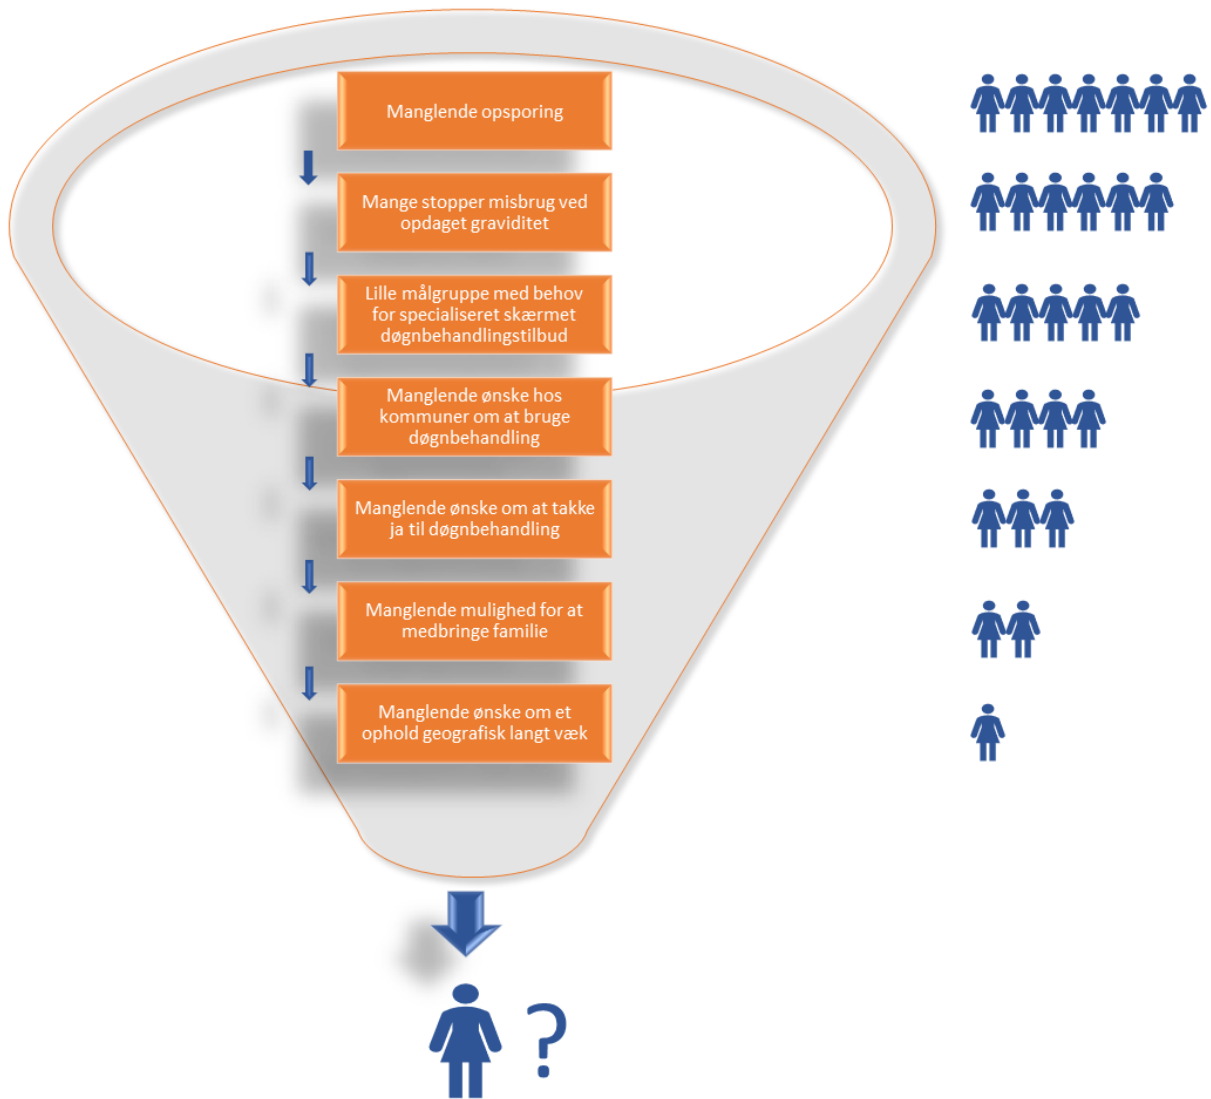 Manglende opsporing
Mange stopper misbrug ved
opdaget graviditet
Lille målgruppe med behov
for specialiseret skærmet
døgnbehandlingstilbud
Manglende ønske hos
kommuner om at bruge
døgnbehandling
Manglende ønske om at takke
ja til døgnbehandling
Manglende mulighed for at
medbringe familie
Manglende ønske om et
ophold geografisk langt væk
?